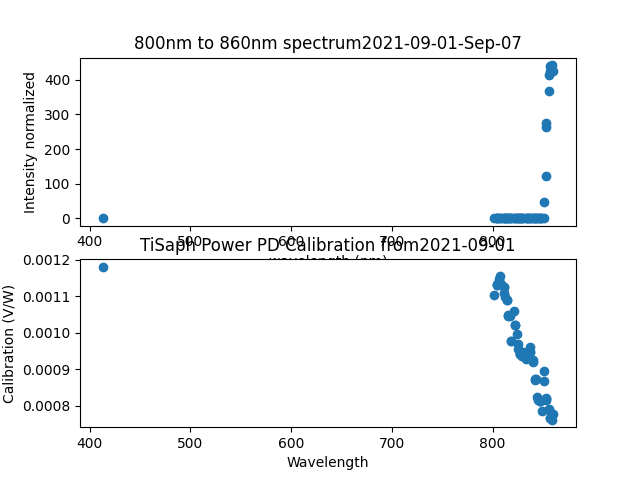 800nm to 860nm spectrum2021-09-01-Sep-07
Intensity normalized
400
300
200
100
0
400 500 600 700 800
wavelength (nm)
TiSaph Power PD Calibration from2021-09-01
Calibration (V/W)
0.0012
0.0011
0.0010
0.0009
0.0008
400 500 600 700 800
Wavelength